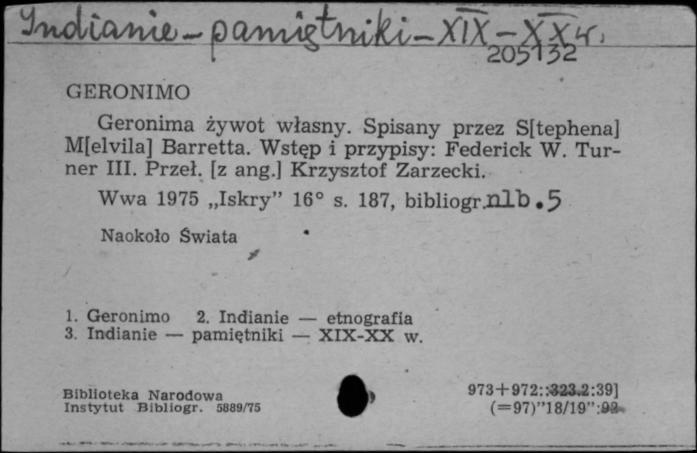 Indianie – pamiętniki – XIX – XX w.
205132
GERONIMO
Geronima żywot własny. Spisany przez S[tephena]
M[elvila] Barretta. Wstęp i przypisy: Federick W. Tur-
ner III. Przeł. [z ang.] Krzysztof Zarzecki.
Wwa 1975 „Iskry” 16° s. 187, bibliogr. nlb. 5
Naokoło Świata
1. Geronimo 2. Indianie — etnografia
3. Indianie — pamiętniki — XIX-XX w.
Biblioteka Narodowa
Instytut Bibliogr. 5889/75
973+972::323.2:39]
(=97)”18/19”:92